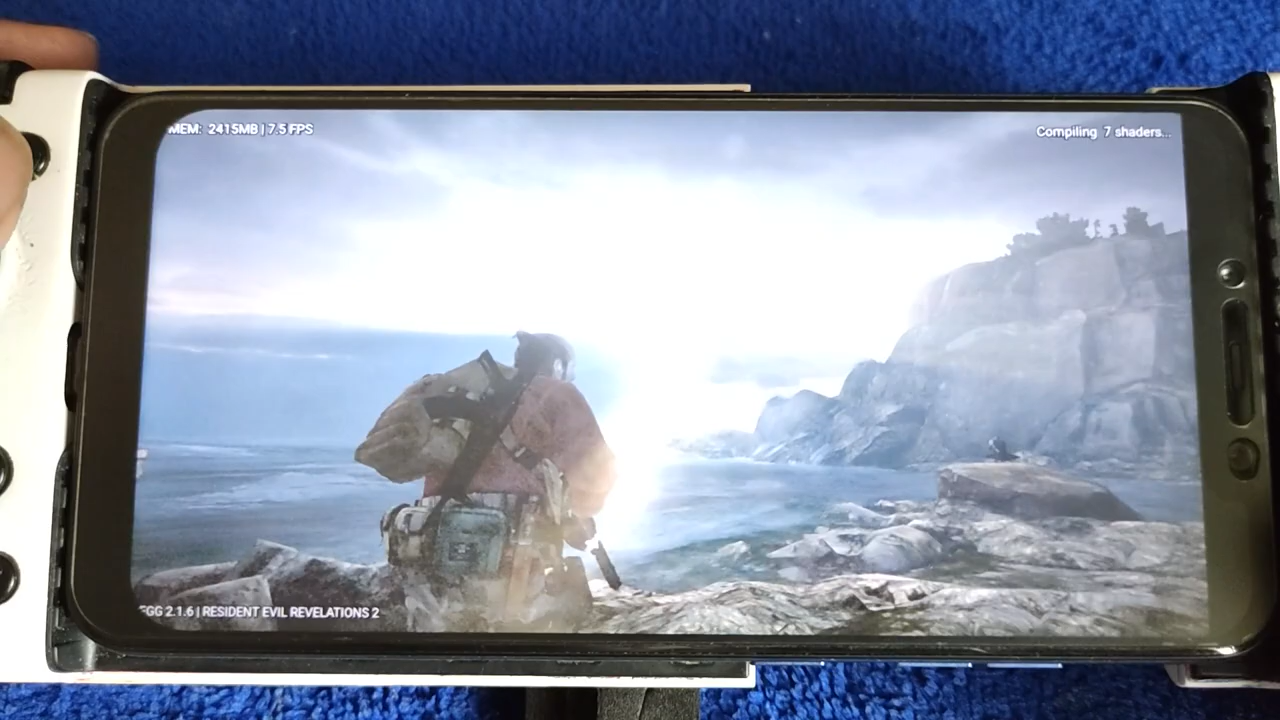 MEM: 2415MB | 7.5 FPS
Compiling 7 shaders...
EGG 2.1.6 | RESIDENT EVIL REVELATIONS 2